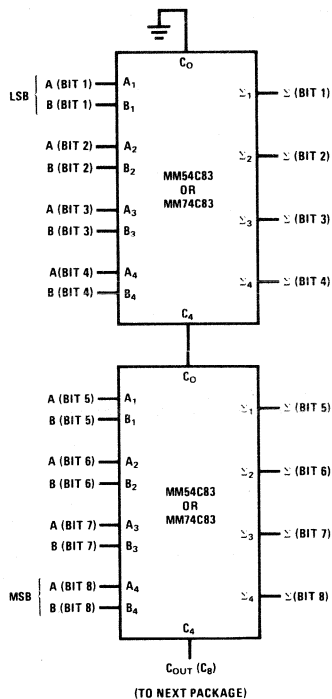 C0
LSB
A (BIT 1) A1 Σ1 Σ (BIT 1)
B (BIT 1) B1
A (BIT 2) A2 Σ2 Σ (BIT 2)
B (BIT 2) B2
MM54C83
OR
MM74C83
A (BIT 3) A3 Σ3 Σ (BIT 3)
B (BIT 3) B3
A(BIT 4) A4 Σ4 Σ (BIT 4)
B (BIT 4) B4
C4
C0
A (BIT 5) A1 Σ1 Σ (BIT 5)
B (BIT 5) B1
A (BIT 6) A2 Σ2 Σ (BIT 6)
B (BIT 6) B2
MM54C83
OR
MM74C83
A (BIT 7) A3 Σ3 Σ (BIT 7)
B (BIT 7) B3
MSB
A (BIT 8) A4 Σ4 Σ(BIT 8)
B (BIT 8) B4
C4
COUT (C8)
(TO NEXT PACKAGE)